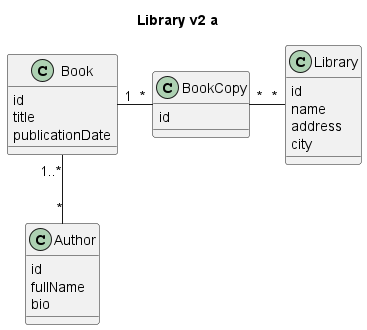 Library v2 a
C Book
id
title
publicationDate
1 *
C BookCopy
id
* *
C Library
id
name
address
city
1..*
*
C Author
id
fullName
bio